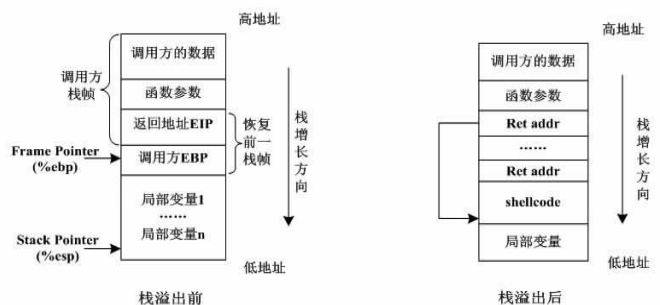 高地址
调用方的数据
函数参数
返回地址EIP
调用方EBP
局部变量1
……
局部变量n
调用方
栈帧
恢复
前一
栈帧
Frame Pointer
(%ebp)
Stack Pointer
(%esp)
栈增长方向
低地址
栈溢出前
高地址
调用方的数据
函数参数
Ret addr
……
Ret addr
shellcode
局部变量
栈增长方向
低地址
栈溢出后